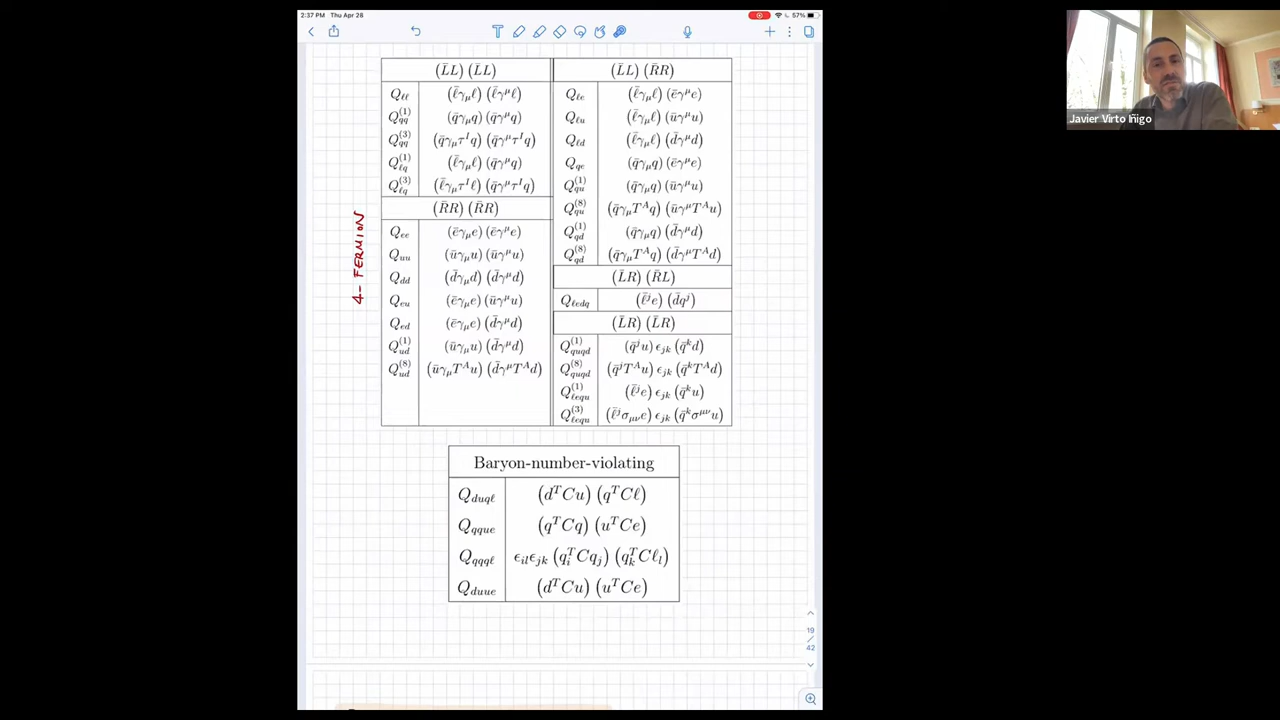 2:37 PM Thu Apr 28
57%
(L̄L)(L̄L)
Q_ℓℓ (ℓ̄γ_μℓ)(ℓ̄γ^μℓ)
Q_qq^(1) (q̄γ_μq)(q̄γ^μq)
Q_qq^(3) (q̄γ_μτ^Iq)(q̄γ^μτ^Iq)
Q_ℓq^(1) (ℓ̄γ_μℓ)(q̄γ^μq)
Q_ℓq^(3) (ℓ̄γ_μτ^Iℓ)(q̄γ^μτ^Iq)
(R̄R)(R̄R)
Q_ee (ēγ_μe)(ēγ^μe)
Q_uu (ūγ_μu)(ūγ^μu)
Q_dd (d̄γ_μd)(d̄γ^μd)
Q_eu (ēγ_μe)(ūγ^μu)
Q_ed (ēγ_μe)(d̄γ^μd)
Q_ud^(1) (ūγ_μu)(d̄γ^μd)
Q_ud^(8) (ūγ_μT^Au)(d̄γ^μT^Ad)
(L̄L)(R̄R)
Q_ℓe (ℓ̄γ_μℓ)(ēγ^μe)
Q_ℓu (ℓ̄γ_μℓ)(ūγ^μu)
Q_ℓd (ℓ̄γ_μℓ)(d̄γ^μd)
Q_qe (q̄γ_μq)(ēγ^μe)
Q_qu^(1) (q̄γ_μq)(ūγ^μu)
Q_qu^(8) (q̄γ_μT^Aq)(ūγ^μT^Au)
Q_qd^(1) (q̄γ_μq)(d̄γ^μd)
Q_qd^(8) (q̄γ_μT^Aq)(d̄γ^μT^Ad)
(L̄R)(R̄L)
Q_ℓedq (ℓ̄^je)(d̄q^j)
(L̄R)(L̄R)
Q_quqd^(1) (q̄^ju)ϵ_jk(q̄^kd)
Q_quqd^(8) (q̄^jT^Au)ϵ_jk(q̄^kT^Ad)
Q_ℓequ^(1) (ℓ̄^je)ϵ_jk(q̄^ku)
Q_ℓequ^(3) (ℓ̄^jσ_μνe)ϵ_jk(q̄^kσ^μνu)
4-FERMION
Baryon-number-violating
Q_duqℓ (d^TCu)(q^TCℓ)
Q_qque (q^TCq)(u^TCe)
Q_qqqℓ ϵ_ilϵ_jk(q_i^TCq_j)(q_k^TCℓ_l)
Q_duue (d^TCu)(u^TCe)
19
/
42
Javier Virto Iñigo